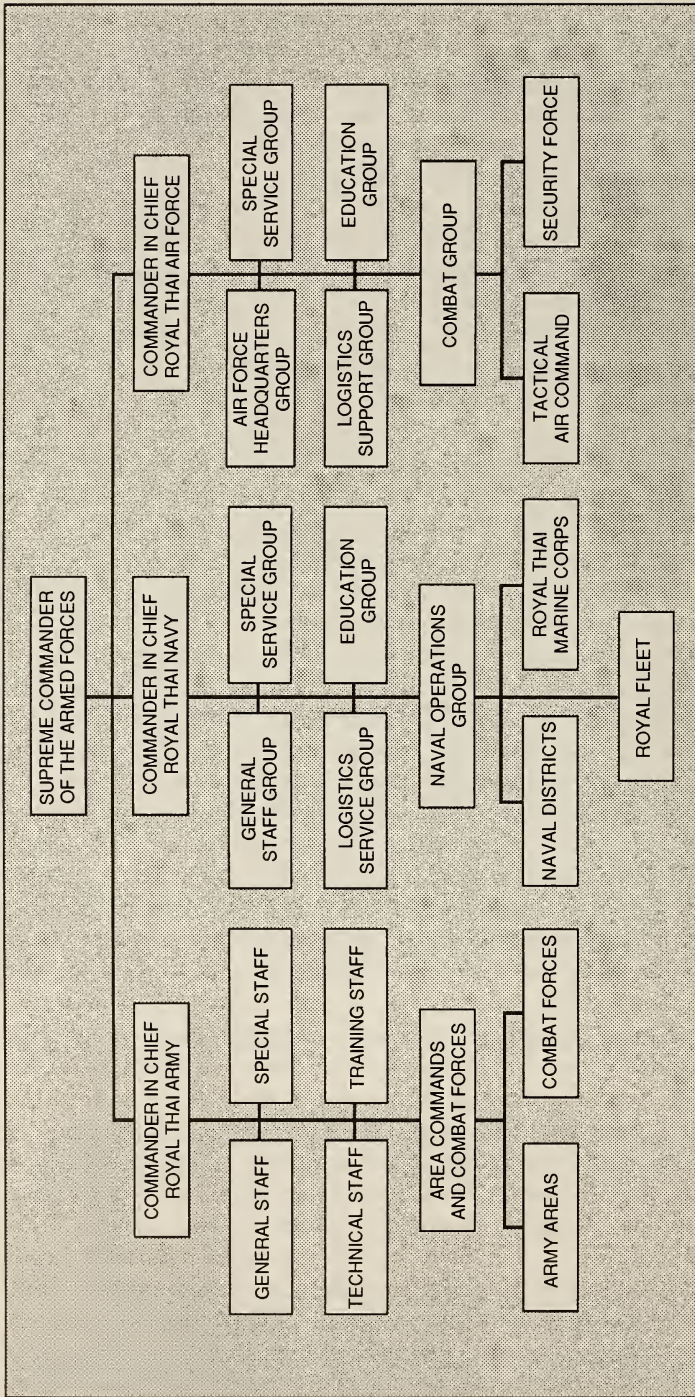 SUPREME COMMANDER
OF THE ARMED FORCES
COMMANDER IN CHIEF
ROYAL THAI ARMY
COMMANDER IN CHIEF
ROYAL THAI NAVY
COMMANDER IN CHIEF
ROYAL THAI AIR FORCE
GENERAL STAFF
SPECIAL STAFF
GENERAL
STAFF GROUP
SPECIAL
SERVICE GROUP
AIR FORCE
HEADQUARTERS
GROUP
SPECIAL
SERVICE GROUP
TECHNICAL STAFF
TRAINING STAFF
LOGISTICS
SERVICE GROUP
EDUCATION
GROUP
LOGISTICS
SUPPORT GROUP
EDUCATION
GROUP
AREA COMMANDS
AND COMBAT FORCES
NAVAL OPERATIONS
GROUP
COMBAT GROUP
ARMY AREAS
COMBAT FORCES
NAVAL DISTRICTS
ROYAL THAI
MARINE CORPS
TACTICAL
AIR COMMAND
SECURITY FORCE
ROYAL FLEET